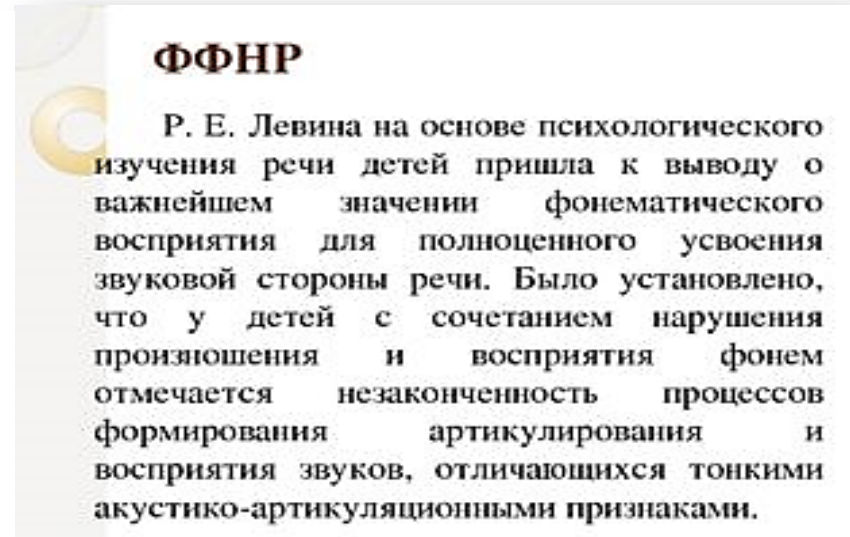 ФФНР
Р. Е. Левина на основе психологического
изучения речи детей пришла к выводу о
важнейшем значении фонематического
восприятия для полноценного усвоения
звуковой стороны речи. Было установлено,
что у детей с сочетанием нарушения
произношения и восприятия фонем
отмечается незаконченность процессов
формирования артикулирования и
восприятия звуков, отличающихся тонкими
акустико-артикуляционными признаками.